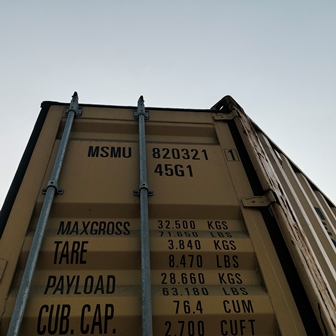 MSMU 820321 1
45G1
MAXGROSS 32.500 KGS
71.650 LBS
TARE 3.840 KGS
8.470 LBS
PAYLOAD 28.660 KGS
63.180 LBS
CUB. CAP. 76.4 CUM
2.700 CUFT